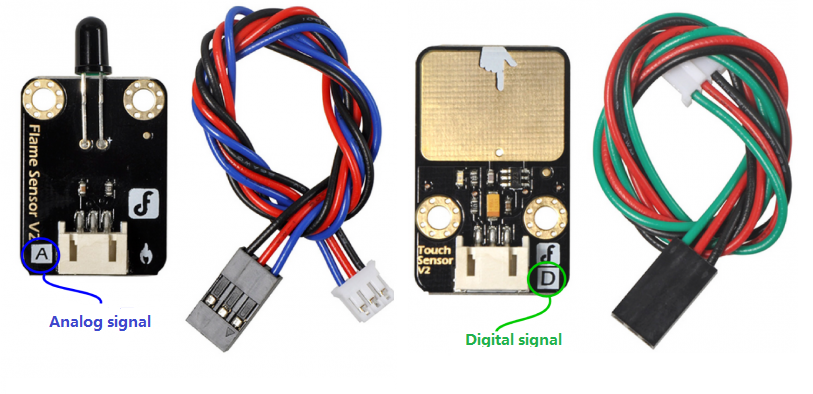 Flame Sensor V2
A
Analog signal
Touch
Sensor
V2
D
Digital signal